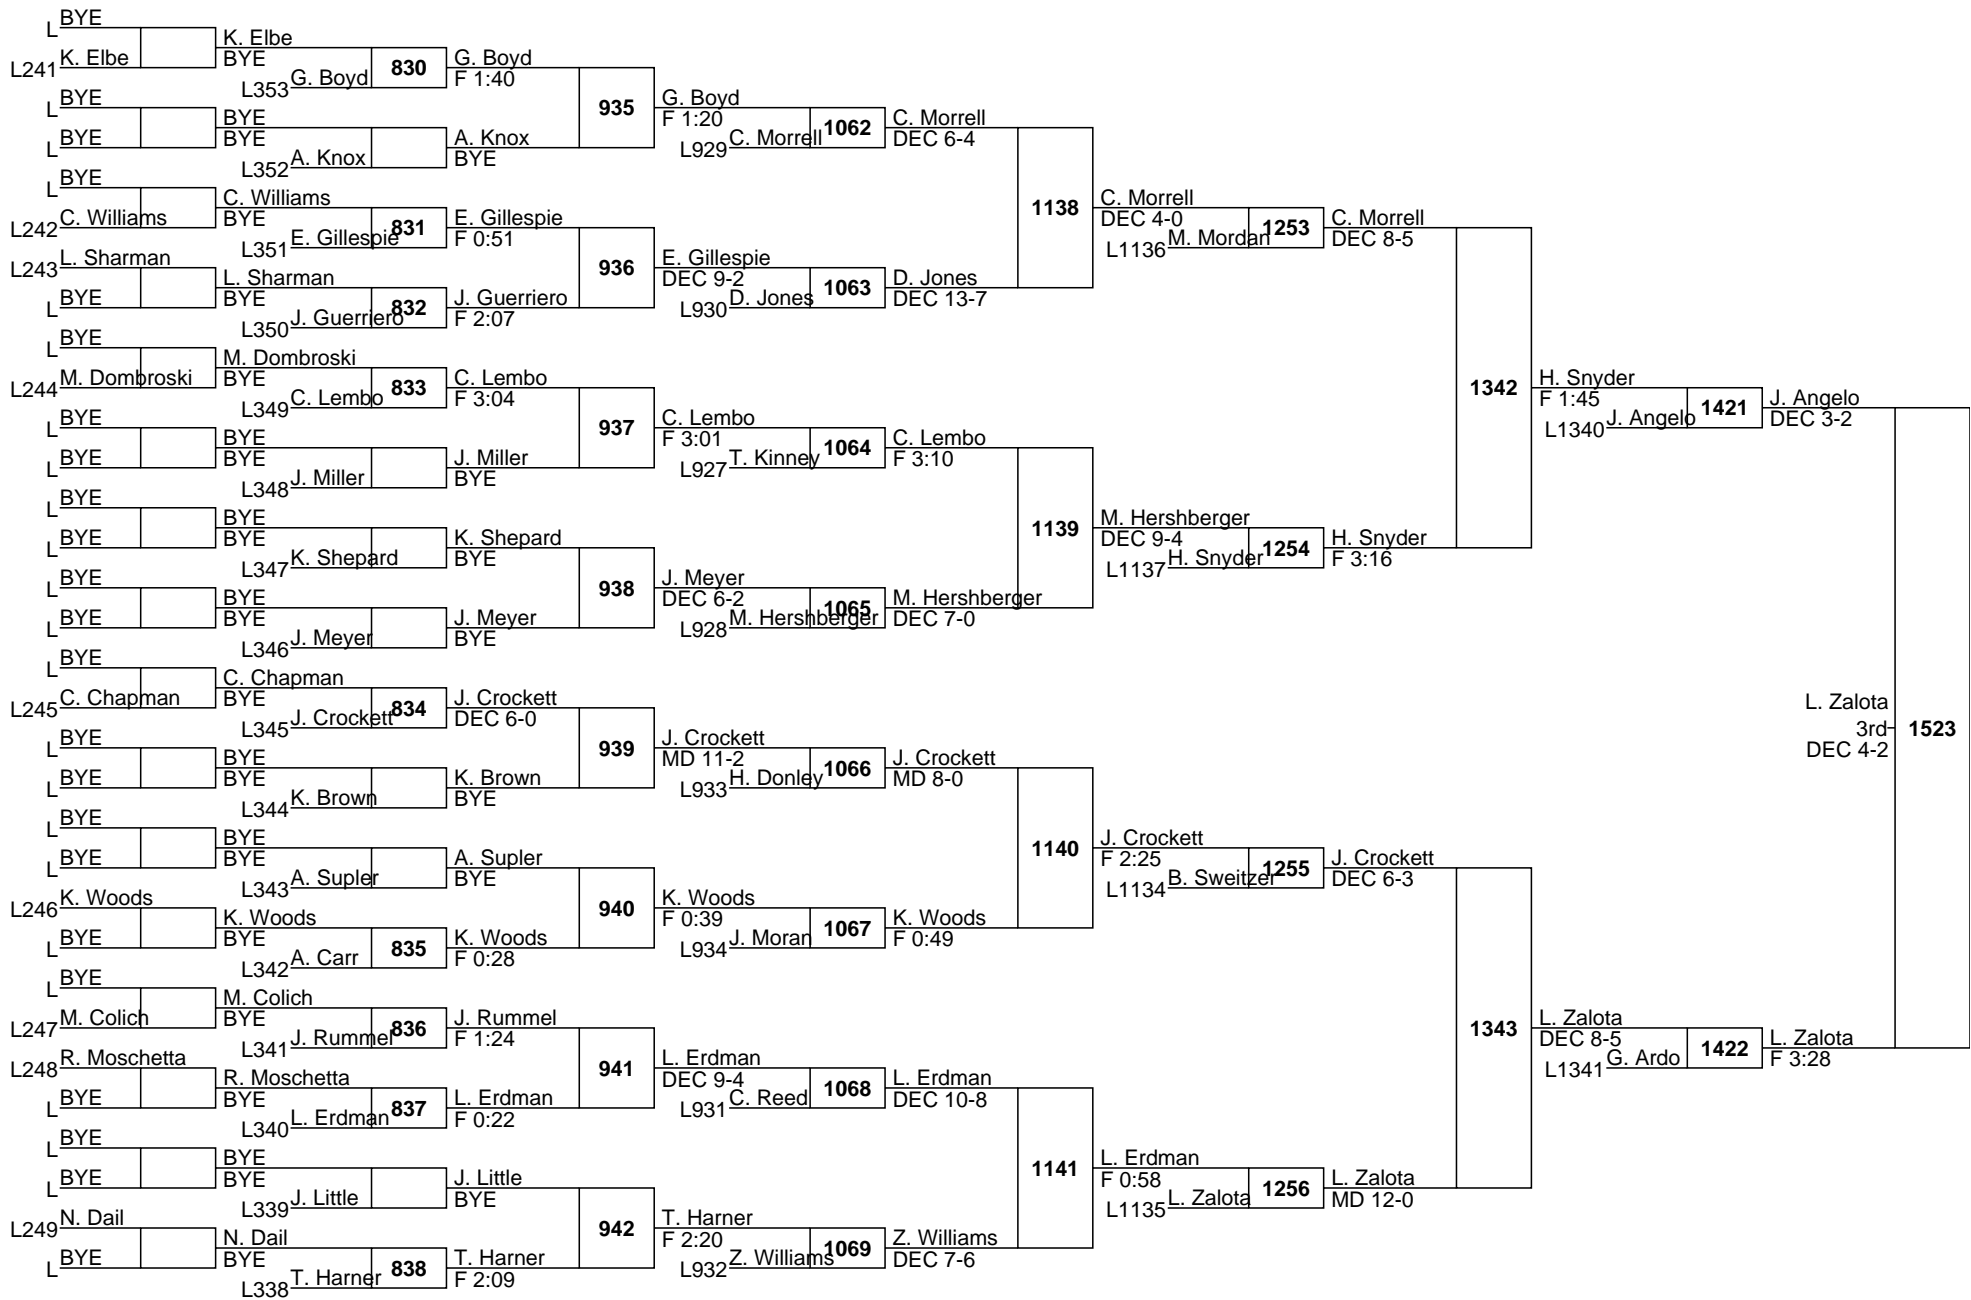 BYE
L
K. Elbe
L241
K. Elbe
BYE
G. Boyd
L353
830
G. Boyd
F 1:40
BYE
L
BYE
L
BYE
BYE
A. Knox
L352
A. Knox
BYE
935
G. Boyd
F 1:20
C. Morrell
L929
1062
C. Morrell
DEC 6-4
BYE
L
C. Williams
L242
C. Williams
BYE
E. Gillespie
L351
831
E. Gillespie
F 0:51
L. Sharman
L243
BYE
L
L. Sharman
BYE
J. Guerriero
L350
832
J. Guerriero
F 2:07
936
E. Gillespie
DEC 9-2
D. Jones
L930
1063
D. Jones
DEC 13-7
1138
C. Morrell
DEC 4-0
M. Mordan
L1136
1253
C. Morrell
DEC 8-5
BYE
L
M. Dombroski
L244
M. Dombroski
BYE
C. Lembo
L349
833
C. Lembo
F 3:04
BYE
L
BYE
L
BYE
BYE
J. Miller
L348
J. Miller
BYE
937
C. Lembo
F 3:01
T. Kinney
L927
1064
C. Lembo
F 3:10
BYE
L
BYE
L
BYE
BYE
K. Shepard
L347
K. Shepard
BYE
BYE
L
BYE
L
BYE
BYE
J. Meyer
L346
J. Meyer
BYE
938
J. Meyer
DEC 6-2
M. Hershberger
L928
1065
M. Hershberger
DEC 7-0
1139
M. Hershberger
DEC 9-4
H. Snyder
L1137
1254
H. Snyder
F 3:16
1342
H. Snyder
F 1:45
J. Angelo
L1340
1421
J. Angelo
DEC 3-2
BYE
L
C. Chapman
L245
C. Chapman
BYE
J. Crockett
L345
834
J. Crockett
DEC 6-0
BYE
L
BYE
L
BYE
BYE
K. Brown
L344
K. Brown
BYE
939
J. Crockett
MD 11-2
H. Donley
L933
1066
J. Crockett
MD 8-0
BYE
L
BYE
L
BYE
BYE
A. Supler
L343
A. Supler
BYE
K. Woods
L246
BYE
L
K. Woods
BYE
A. Carr
L342
835
K. Woods
F 0:28
940
K. Woods
F 0:39
J. Moran
L934
1067
K. Woods
F 0:49
1140
J. Crockett
F 2:25
B. Sweitzer
L1134
1255
J. Crockett
DEC 6-3
BYE
L
M. Colich
L247
M. Colich
BYE
J. Rummel
L341
836
J. Rummel
F 1:24
R. Moschetta
L248
BYE
L
R. Moschetta
BYE
L. Erdman
L340
837
L. Erdman
F 0:22
941
L. Erdman
DEC 9-4
C. Reed
L931
1068
L. Erdman
DEC 10-8
BYE
L
BYE
L
BYE
BYE
J. Little
L339
J. Little
BYE
N. Dail
L249
BYE
L
N. Dail
BYE
T. Harner
L338
838
T. Harner
F 2:09
942
T. Harner
F 2:20
Z. Williams
L932
1069
Z. Williams
DEC 7-6
1141
L. Erdman
F 0:58
L. Zalota
L1135
1256
L. Zalota
MD 12-0
1343
L. Zalota
DEC 8-5
G. Ardo
L1341
1422
L. Zalota
F 3:28
L. Zalota
3rd
DEC 4-2
1523